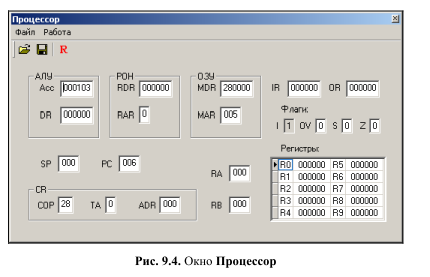 Процессор
Файл Работа
R
АЛУ РОН ОЗУ
Acc 000103 RDR 000000 MDR 280000 IR 000000 OR 000000
DR 000000 RAR 0 MAR 005
Флаги:
I 1 OV 0 S 0 Z 0
SP 000 PC 006 RA 000
Регистры:
R0 000000 R5 000000
R1 000000 R6 000000
R2 000000 R7 000000
R3 000000 R8 000000
R4 000000 R9 000000
CR
COP 28 TA 0 ADR 000 RB 000
Рис. 9.4. Окно Процессор